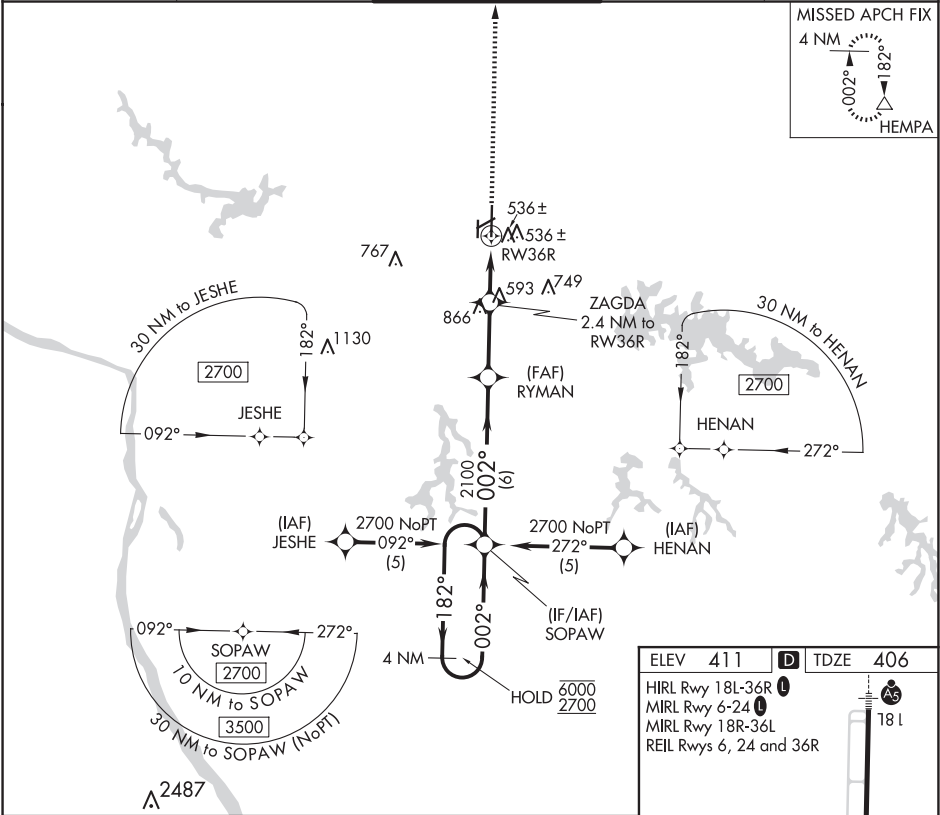 MISSED APCH FIX
4 NM
002°
182°
HEMPA
536 ±
536 ±
RW36R
767
593
749
866
ZAGDA
2.4 NM to
RW36R
30 NM to JESHE
182°
1130
2700
JESHE
092°
(FAF)
RYMAN
30 NM to HENAN
182°
2700
HENAN
272°
2100
002°
(6)
(IAF)
JESHE
2700 NoPT
092°
(5)
2700 NoPT
272°
(5)
(IAF)
HENAN
182°
002°
(IF/IAF)
SOPAW
4 NM
HOLD
6000
2700
092°
272°
SOPAW
2700
10 NM to SOPAW
3500
30 NM to SOPAW (NoPT)
2487
ELEV 411 D TDZE 406
HIRL Rwy 18L-36R L
MIRL Rwy 6-24 L
MIRL Rwy 18R-36L
REIL Rwys 6, 24 and 36R
A5
18L